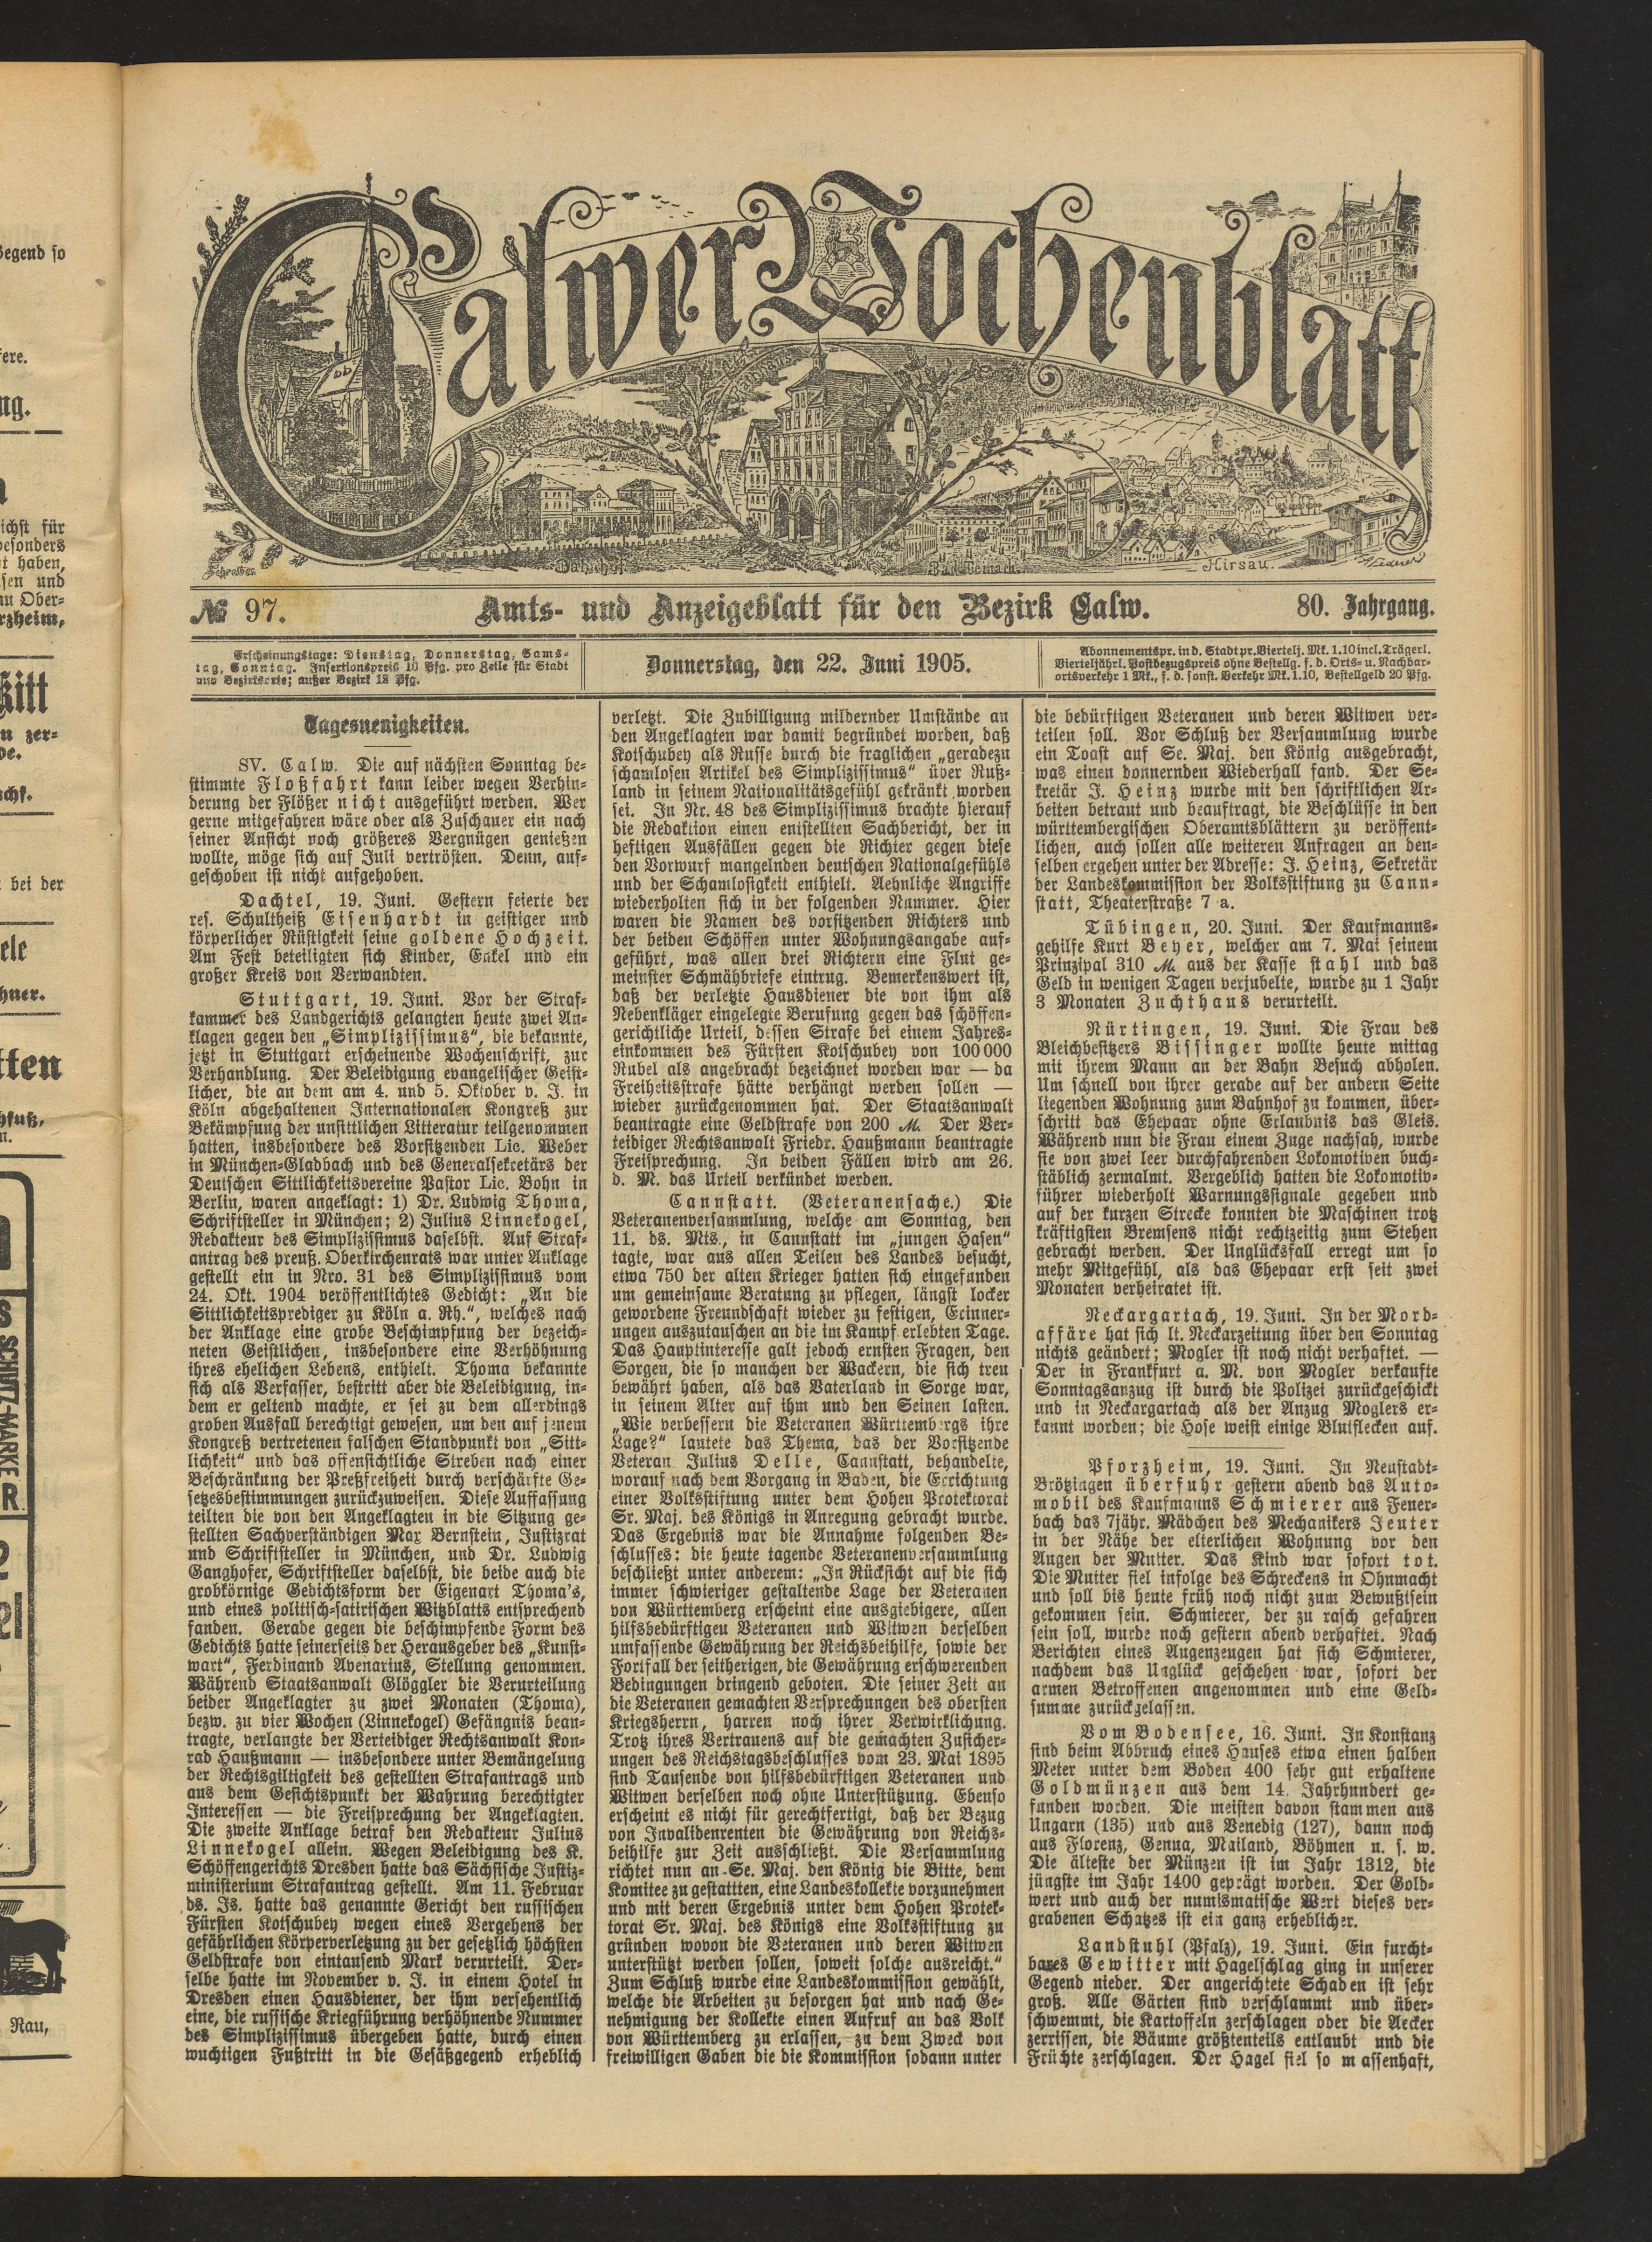 Calwer Wochenblatt
Bahnhof
Bad Teinach
Hirsau.
№ 97.
Amts- und Anzeigeblatt für den Bezirk Calw.
80. Jahrgang.
Erscheinungstage: Dienstag, Donnerstag, Sams-
tag, Sonntag. Insertionspreis 10 Pfg. pro Zeile für Stadt
und Bezirksorte; außer Bezirk 12 Pfg.
Donnerstag, den 22. Juni 1905.
Abonnementspr. in d. Stadt pr. Viertelj. Mk. 1.10 incl. Trägerl.
Vierteljährl. Postbezugspreis ohne Bestellg. f. d. Orts- u. Nachbar-
ortsverkehr 1 Mk., f. d. sonst. Verkehr Mk. 1.10, Bestellgeld 20 Pfg.
Tagesneuigkeiten.
SV. Calw. Die auf nächsten Sonntag be-
stimmte Floßfahrt kann leider wegen Verhin-
derung der Flößer nicht ausgeführt werden. Wer
gerne mitgefahren wäre oder als Zuschauer ein nach
seiner Ansicht noch größeres Vergnügen genießen
wollte, möge sich auf Juli vertrösten. Denn, auf-
geschoben ist nicht aufgehoben.
Dachtel, 19. Juni. Gestern feierte der
res. Schultheiß Eisenhardt in geistiger und
körperlicher Rüstigkeit seine goldene Hochzeit.
Am Fest beteiligten sich Kinder, Enkel und ein
großer Kreis von Verwandten.
Stuttgart, 19. Juni. Vor der Straf-
kammer des Landgerichts gelangten heute zwei An-
klagen gegen den „Simplizissimus“, die bekannte,
jetzt in Stuttgart erscheinende Wochenschrift, zur
Verhandlung. Der Beleidigung evangelischer Geist-
licher, die an dem am 4. und 5. Oktober v. J. in
Köln abgehaltenen Internationalen Kongreß zur
Bekämpfung der unsittlichen Litteratur teilgenommen
hatten, insbesondere des Vorsitzenden Lic. Weber
in München-Gladbach und des Generalsekretärs der
Deutschen Sittlichkeitsvereine Pastor Lic. Bohn in
Berlin, waren angeklagt: 1) Dr. Ludwig Thoma,
Schriftsteller in München; 2) Julius Linnekogel,
Redakteur des Simplizissimus daselbst. Auf Straf-
antrag des preuß. Oberkirchenrats war unter Anklage
gestellt ein in Nro. 31 des Simplizissimus vom
24. Okt. 1904 veröffentlichtes Gedicht: „An die
Sittlichkeitsprediger zu Köln a. Rh.“, welches nach
der Anklage eine grobe Beschimpfung der bezeich-
neten Geistlichen, insbesondere eine Verhöhnung
ihres ehelichen Lebens, enthielt. Thoma bekannte
sich als Verfasser, bestritt aber die Beleidigung, in-
dem er geltend machte, er sei zu dem allerdings
groben Ausfall berechtigt gewesen, um den auf jenem
Kongreß vertretenen falschen Standpunkt von „Sitt-
lichkeit“ und das offensichtliche Streben nach einer
Beschränkung der Preßfreiheit durch verschärfte Ge-
setzesbestimmungen zurückzuweisen. Diese Auffassung
teilten die von den Angeklagten in die Sitzung ge-
stellten Sachverständigen Max Bernstein, Justizrat
und Schriftsteller in München, und Dr. Ludwig
Ganghofer, Schriftsteller daselbst, die beide auch die
grobkörnige Gedichtsform der Eigenart Thoma's,
und eines politisch-satirischen Witzblatts entsprechend
fanden. Gerade gegen die beschimpfende Form des
Gedichts hatte seinerseits der Herausgeber des „Kunst-
wart“, Ferdinand Avenarius, Stellung genommen.
Während Staatsanwalt Glöggler die Verurteilung
beider Angeklagter zu zwei Monaten (Thoma),
bezw. zu vier Wochen (Linnekogel) Gefängnis bean-
tragte, verlangte der Verteidiger Rechtsanwalt Kon-
rad Haußmann — insbesondere unter Bemängelung
der Rechtsgiltigkeit des gestellten Strafantrags und
aus dem Gesichtspunkt der Wahrung berechtigter
Interessen — die Freisprechung der Angeklagten.
Die zweite Anklage betraf den Redakteur Julius
Linnekogel allein. Wegen Beleidigung des K.
Schöffengerichts Dresden hatte das Sächsische Justiz-
ministerium Strafantrag gestellt. Am 11. Februar
ds. Js. hatte das genannte Gericht den russischen
Fürsten Kotschubey wegen eines Vergehens der
gefährlichen Körperverletzung zu der gesetzlich höchsten
Geldstrafe von eintausend Mark verurteilt. Der-
selbe hatte im November v. J. in einem Hotel in
Dresden einen Hausdiener, der ihm versehentlich
eine, die russische Kriegführung verhöhnende Nummer
des Simplizissimus übergeben hatte, durch einen
wuchtigen Fußtritt in die Gesäßgegend erheblich
verletzt. Die Zubilligung mildernder Umstände an
den Angeklagten war damit begründet worden, daß
Kotschubey als Russe durch die fraglichen „geradezu
schamlosen Artikel des Simplizissimus“ über Ruß-
land in seinem Nationalitätsgefühl gekränkt worden
sei. In Nr. 48 des Simplizissimus brachte hierauf
die Redaktion einen entstellten Sachbericht, der in
heftigen Ausfällen gegen die Richter gegen diese
den Vorwurf mangelnden deutschen Nationalgefühls
und der Schamlosigkeit enthielt. Aehnliche Angriffe
wiederholten sich in der folgenden Nummer. Hier
waren die Namen des vorsitzenden Richters und
der beiden Schöffen unter Wohnungsangabe auf-
geführt, was allen drei Richtern eine Flut ge-
meinster Schmähbriefe eintrug. Bemerkenswert ist,
daß der verletzte Hausdiener die von ihm als
Nebenkläger eingelegte Berufung gegen das schöffen-
gerichtliche Urteil, dessen Strafe bei einem Jahres-
einkommen des Fürsten Kotschubey von 100 000
Rubel als angebracht bezeichnet worden war — da
Freiheitsstrafe hätte verhängt werden sollen —
wieder zurückgenommen hat. Der Staatsanwalt
beantragte eine Geldstrafe von 200 M. Der Ver-
teidiger Rechtsanwalt Friedr. Haußmann beantragte
Freisprechung. In beiden Fällen wird am 26.
d. M. das Urteil verkündet werden.
Cannstatt. (Veteranensache.) Die
Veteranenversammlung, welche am Sonntag, den
11. ds. Mts., in Cannstatt im „jungen Hasen“
tagte, war aus allen Teilen des Landes besucht,
etwa 750 der alten Krieger hatten sich eingefunden
um gemeinsame Beratung zu pflegen, längst locker
gewordene Freundschaft wieder zu festigen, Erinner-
ungen auszutauschen an die im Kampf erlebten Tage.
Das Hauptinteresse galt jedoch ernsten Fragen, den
Sorgen, die so manchen der Wackern, die sich treu
bewährt haben, als das Vaterland in Sorge war,
in seinem Alter auf ihm und den Seinen lasten.
„Wie verbessern die Veteranen Württembergs ihre
Lage?“ lautete das Thema, das der Vorsitzende
Veteran Julius Delle, Cannstatt, behandelte,
worauf nach dem Vorgang in Baden, die Errichtung
einer Volksstiftung unter dem Hohen Protektorat
Sr. Maj. des Königs in Anregung gebracht wurde.
Das Ergebnis war die Annahme folgenden Be-
schlusses: die heute tagende Veteranenversammlung
beschließt unter anderem: „In Rücksicht auf die sich
immer schwieriger gestaltende Lage der Veteranen
von Württemberg erscheint eine ausgiebigere, allen
hilfsbedürftigeu Veteranen und Witwen derselben
umfassende Gewährung der Reichsbeihilfe, sowie der
Fortfall der seitherigen, die Gewährung erschwerenden
Bedingungen dringend geboten. Die seiner Zeit an
die Veteranen gemachten Versprechungen des obersten
Kriegsherrn, harren noch ihrer Verwirklichung.
Trotz ihres Vertrauens auf die gemachten Zusicher-
ungen des Reichstagsbeschlusses vom 23. Mai 1895
sind Tausende von hilfsbedürftigen Veteranen und
Witwen derselben noch ohne Unterstützung. Ebenso
erscheint es nicht für gerechtfertigt, daß der Bezug
von Invalidenrenten die Gewährung von Reichs-
beihilfe zur Zeit ausschließt. Die Versammlung
richtet nun an Se. Maj. den König die Bitte, dem
Komitee zu gestattten, eine Landeskollekte vorzunehmen
und mit deren Ergebnis unter dem Hohen Protek-
torat Sr. Maj. des Königs eine Volksstiftung zu
gründen wovon die Veteranen und deren Witwen
unterstützt werden sollen, soweit solche ausreicht.“
Zum Schluß wurde eine Landeskommission gewählt,
welche die Arbeiten zu besorgen hat und nach Ge-
nehmigung der Kollekte einen Aufruf an das Volk
von Württemberg zu erlassen, zu dem Zweck von
freiwilligen Gaben die die Kommission sodann unter
die bedürftigen Veteranen und deren Witwen ver-
teilen soll. Vor Schluß der Versammlung wurde
ein Toast auf Se. Maj. den König ausgebracht,
was einen donnernden Wiederhall fand. Der Se-
kretär J. Heinz wurde mit den schriftlichen Ar-
beiten betraut und beauftragt, die Beschlüsse in den
württembergischen Oberamtsblättern zu veröffent-
lichen, auch sollen alle weiteren Anfragen an den-
selben ergehen unter der Adresse: J. Heinz, Sekretär
der Landeskommission der Volksstiftung zu Cann-
statt, Theaterstraße 7 a.
Tübingen, 20. Juni. Der Kaufmanns-
gehilfe Kurt Beyer, welcher am 7. Mai seinem
Prinzipal 310 M. aus der Kasse stahl und das
Geld in wenigen Tagen verjubelte, wurde zu 1 Jahr
3 Monaten Zuchthaus verurteilt.
Nürtingen, 19. Juni. Die Frau des
Bleichbesitzers Bissinger wollte heute mittag
mit ihrem Mann an der Bahn Besuch abholen.
Um schnell von ihrer gerade auf der andern Seite
liegenden Wohnung zum Bahnhof zu kommen, über-
schritt das Ehepaar ohne Erlaubnis das Gleis.
Während nun die Frau einem Zuge nachsah, wurde
sie von zwei leer durchfahrenden Lokomotiven buch-
stäblich zermalmt. Vergeblich hatten die Lokomotiv-
führer wiederholt Warnungssignale gegeben und
auf der kurzen Strecke konnten die Maschinen trotz
kräftigsten Bremsens nicht rechtzeitig zum Stehen
gebracht werden. Der Unglücksfall erregt um so
mehr Mitgefühl, als das Ehepaar erst seit zwei
Monaten verheiratet ist.
Neckargartach, 19. Juni. In der Mord-
affäre hat sich lt. Neckarzeitung über den Sonntag
nichts geändert; Mogler ist noch nicht verhaftet. —
Der in Frankfurt a. M. von Mogler verkaufte
Sonntagsanzug ist durch die Polizei zurückgeschickt
und in Neckargartach als der Anzug Moglers er-
kannt worden; die Hose weist einige Blutflecken auf.
Pforzheim, 19. Juni. In Neustadt-
Brötzingen überfuhr gestern abend das Auto-
mobil des Kaufmanns Schmierer aus Feuer-
bach das 7jähr. Mädchen des Mechanikers Jeuter
in der Nähe der elterlichen Wohnung vor den
Augen der Mutter. Das Kind war sofort tot.
Die Mutter fiel infolge des Schreckens in Ohnmacht
und soll bis heute früh noch nicht zum Bewußtsein
gekommen sein. Schmierer, der zu rasch gefahren
sein soll, wurde noch gestern abend verhaftet. Nach
Berichten eines Augenzeugen hat sich Schmierer,
nachdem das Unglück geschehen war, sofort der
armen Betroffenen angenommen und eine Geld-
summe zurückgelassen.
Vom Bodensee, 16. Juni. In Konstanz
sind beim Abbruch eines Hauses etwa einen halben
Meter unter dem Boden 400 sehr gut erhaltene
Goldmünzen aus dem 14. Jahrhundert ge-
funden worden. Die meisten davon stammen aus
Ungarn (135) und aus Venedig (127), dann noch
aus Florenz, Genua, Mailand, Böhmen u. s. w.
Die älteste der Münzen ist im Jahr 1312, die
jüngste im Jahr 1400 geprägt worden. Der Gold-
wert und auch der numismatische Wert dieses ver-
grabenen Schatzes ist ein ganz erheblicher.
Landstuhl (Pfalz), 19. Juni. Ein furcht-
bares Gewitter mit Hagelschlag ging in unserer
Gegend nieder. Der angerichtete Schaden ist sehr
groß. Alle Gärten sind verschlammt und über-
schwemmt, die Kartoffeln zerschlagen oder die Aecker
zerrissen, die Bäume größtenteils entlaubt und die
Früchte zerschlagen. Der Hagel fiel so massenhaft,